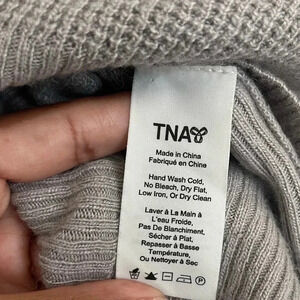 TNA
Made in China
Fabriqué en Chine
Hand Wash Cold,
No Bleach, Dry Flat,
Low Iron, Or Dry Clean
Laver à La Main à
L'eau Froide,
Pas De Blanchiment,
Sécher à Plat,
Repasser à Basse
Température,
Ou Nettoyer à Sec
P